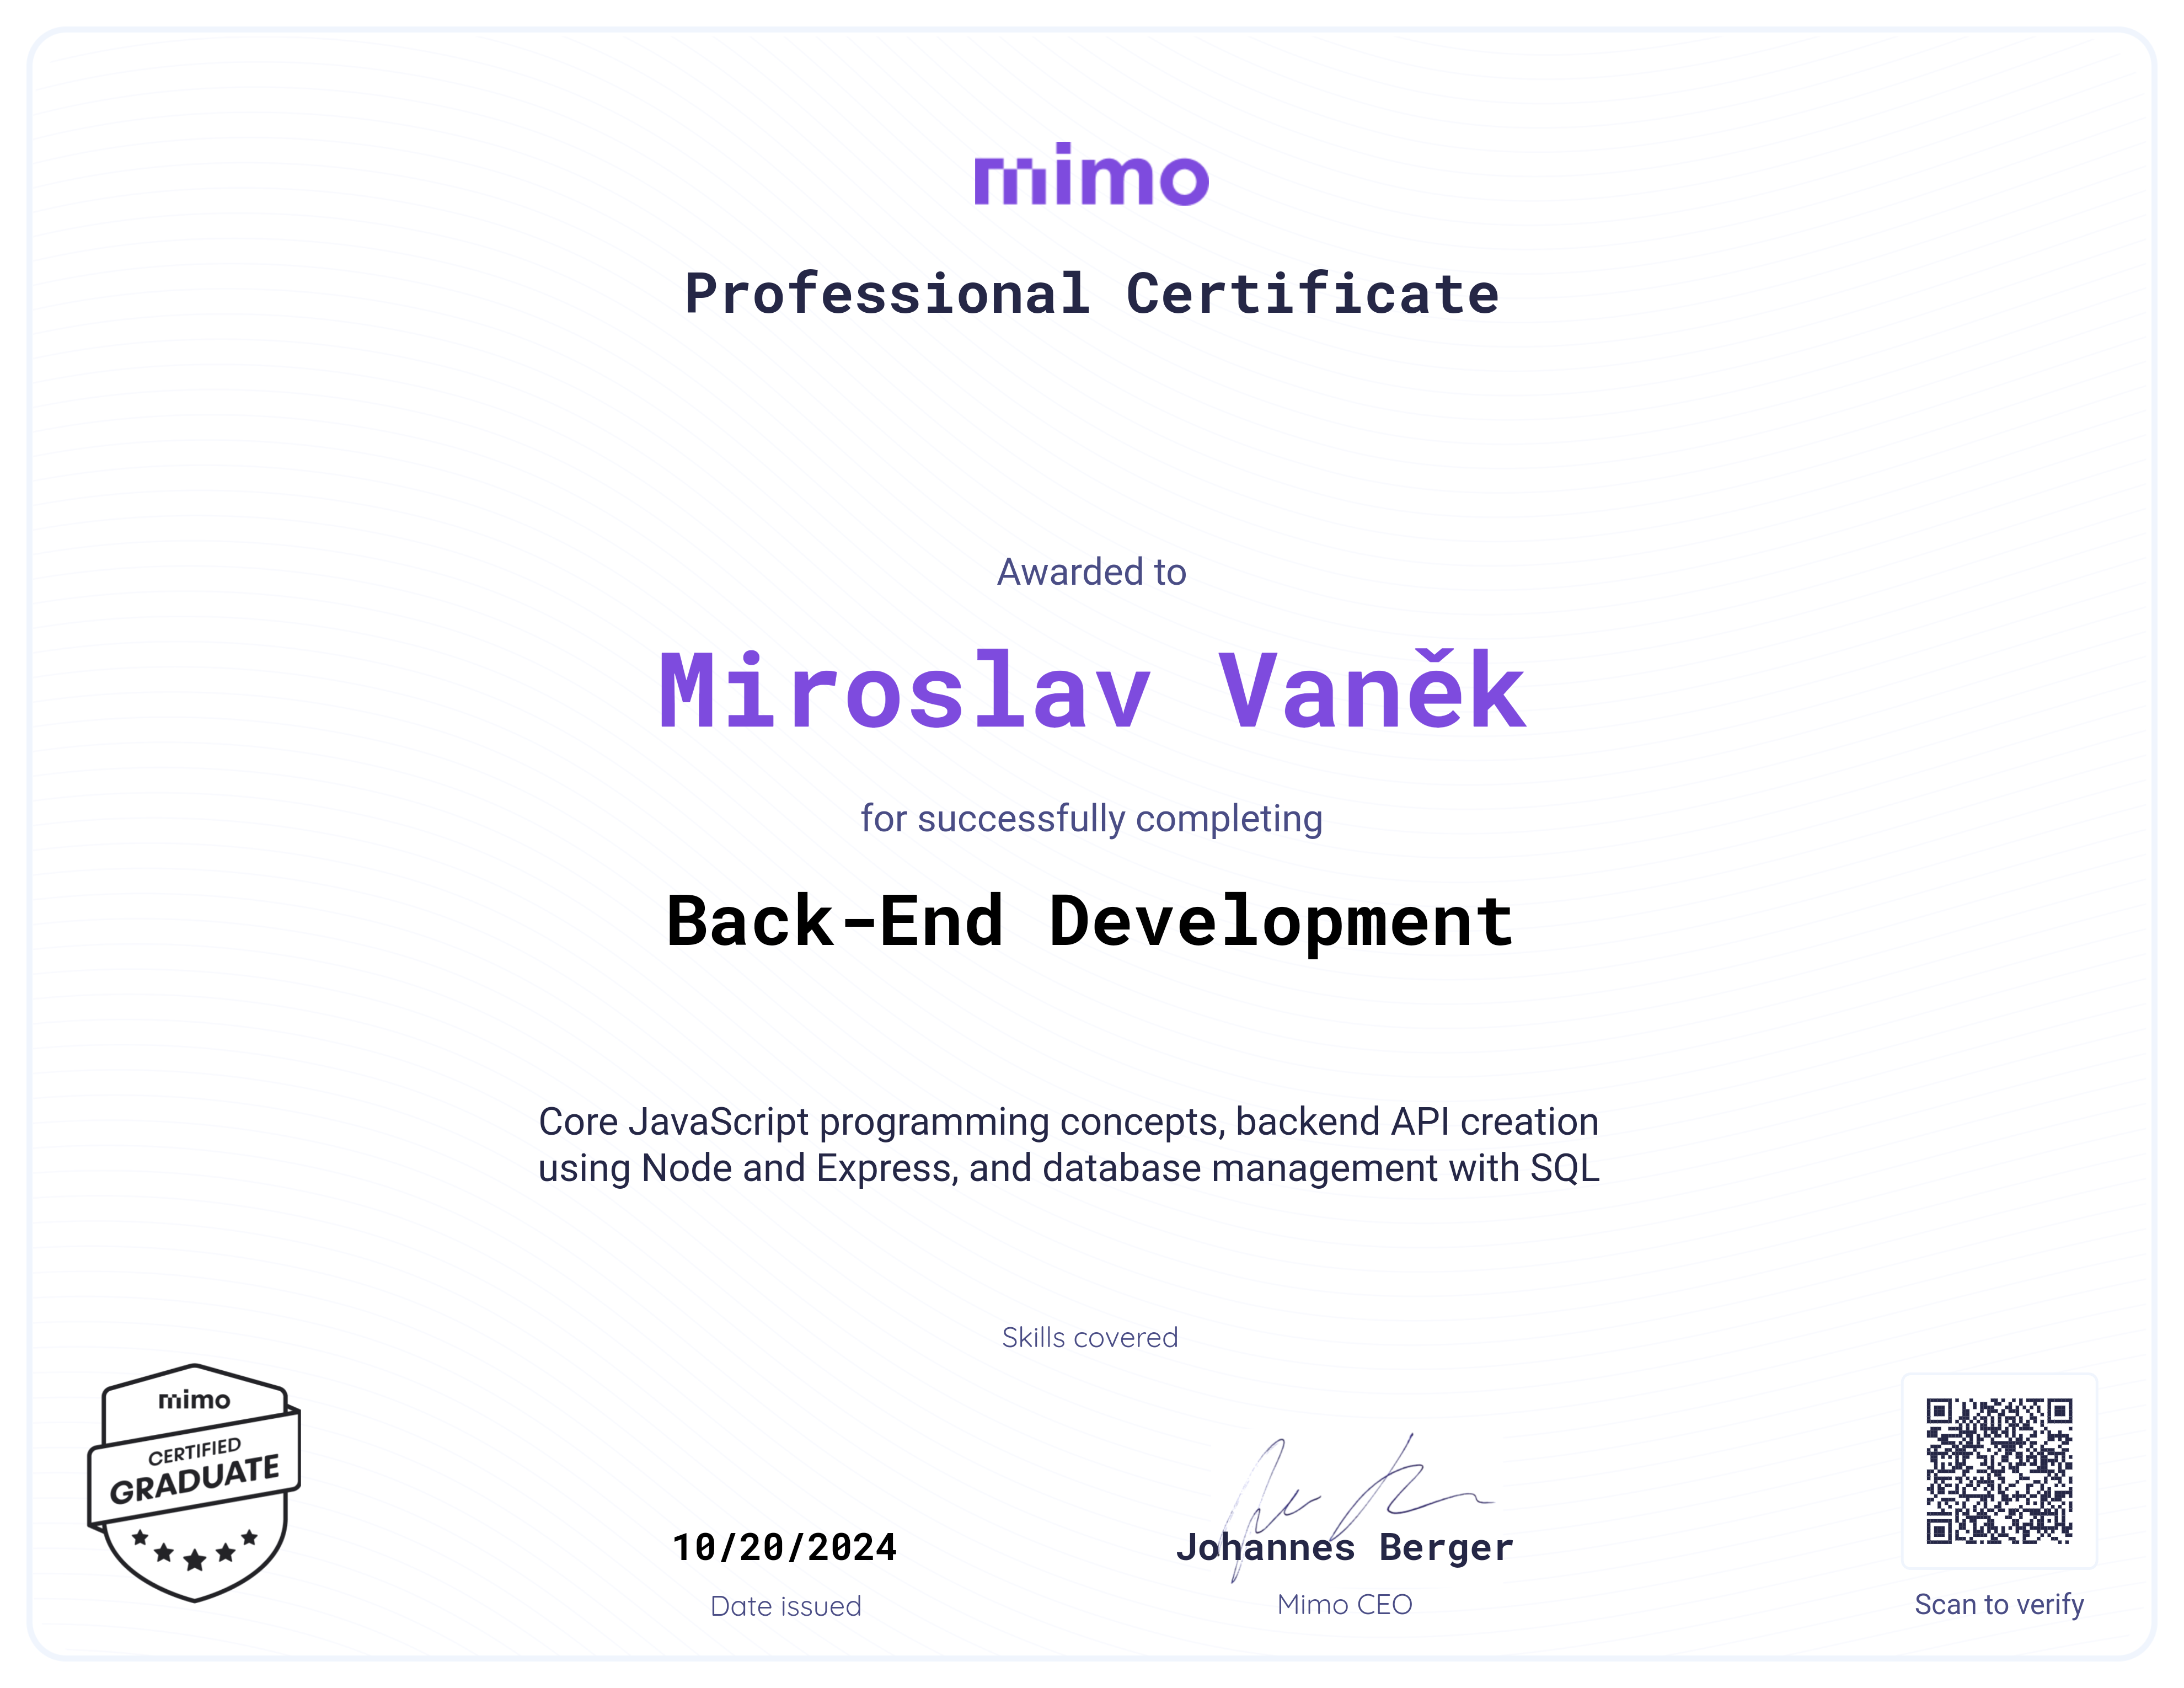 mimo
Professional Certificate
Awarded to
Miroslav Vaněk
for successfully completing
Back-End Development
Core JavaScript programming concepts, backend API creation
using Node and Express, and database management with SQL
Skills covered
mimo
CERTIFIED
GRADUATE
10/20/2024
Date issued
Johannes Berger
Mimo CEO
Scan to verify